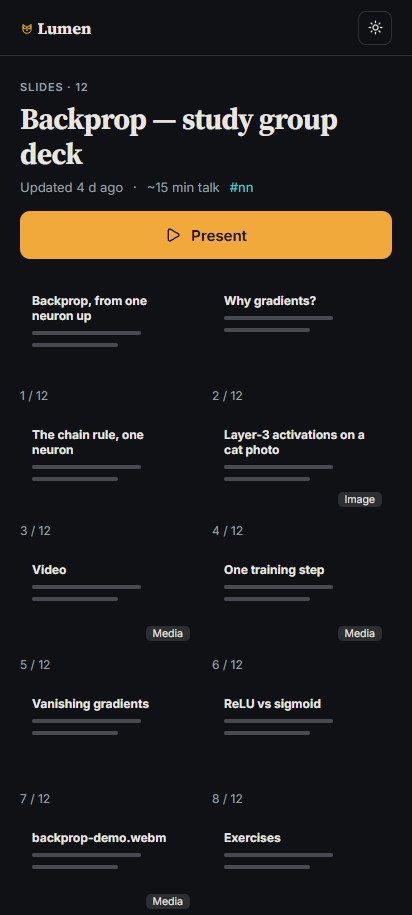 Lumen
SLIDES · 12
Backprop — study group
deck
Updated 4 d ago · ~15 min talk #nn
Present
Backprop, from one
neuron up
Why gradients?
1 / 12
2 / 12
The chain rule, one
neuron
Layer-3 activations on a
cat photo
Image
3 / 12
4 / 12
Video
One training step
Media
Media
5 / 12
6 / 12
Vanishing gradients
ReLU vs sigmoid
7 / 12
8 / 12
backprop-demo.webm
Exercises
Media